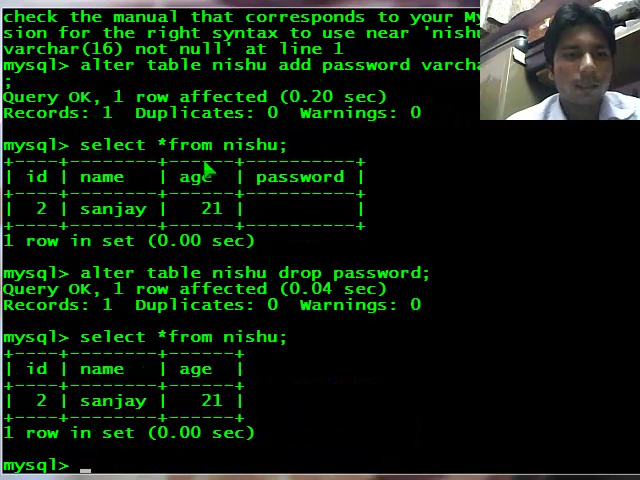 check the manual that corresponds to your My
sion for the right syntax to use near 'nishu
varchar(16) not null' at line 1
mysql> alter table nishu add password varcha
;
Query OK, 1 row affected (0.20 sec)
Records: 1  Duplicates: 0  Warnings: 0
mysql> select *from nishu;
+----+--------+------+----------+
| id | name   | age  | password |
+----+--------+------+----------+
|  2 | sanjay |   21 |          |
+----+--------+------+----------+
1 row in set (0.00 sec)
mysql> alter table nishu drop password;
Query OK, 1 row affected (0.04 sec)
Records: 1  Duplicates: 0  Warnings: 0
mysql> select *from nishu;
+----+--------+------+
| id | name   | age  |
+----+--------+------+
|  2 | sanjay |   21 |
+----+--------+------+
1 row in set (0.00 sec)
mysql> _